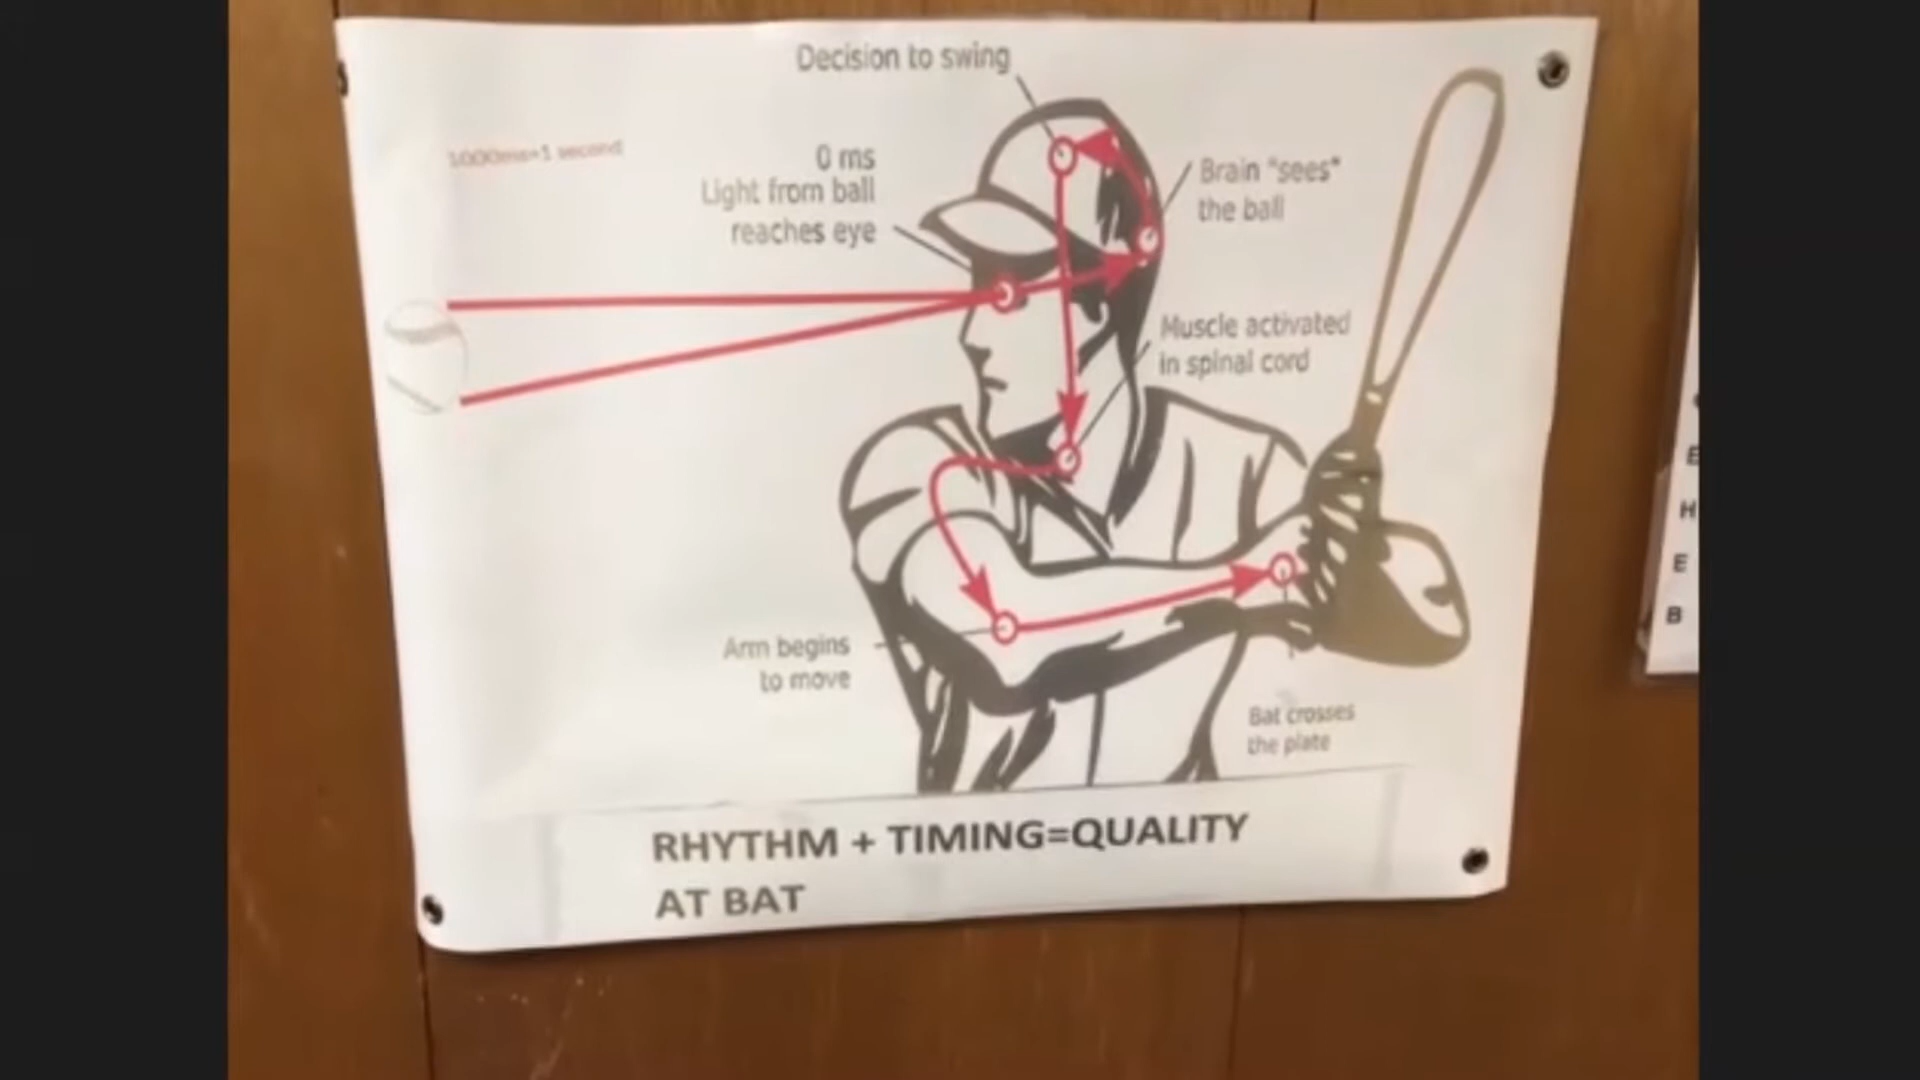 Decision to swing
1000ms=1 second
0 ms
Light from ball
reaches eye
Brain "sees"
the ball
Muscle activated
in spinal cord
Arm begins
to move
Bat crosses
the plate
RHYTHM + TIMING=QUALITY
AT BAT
E
H
E
B